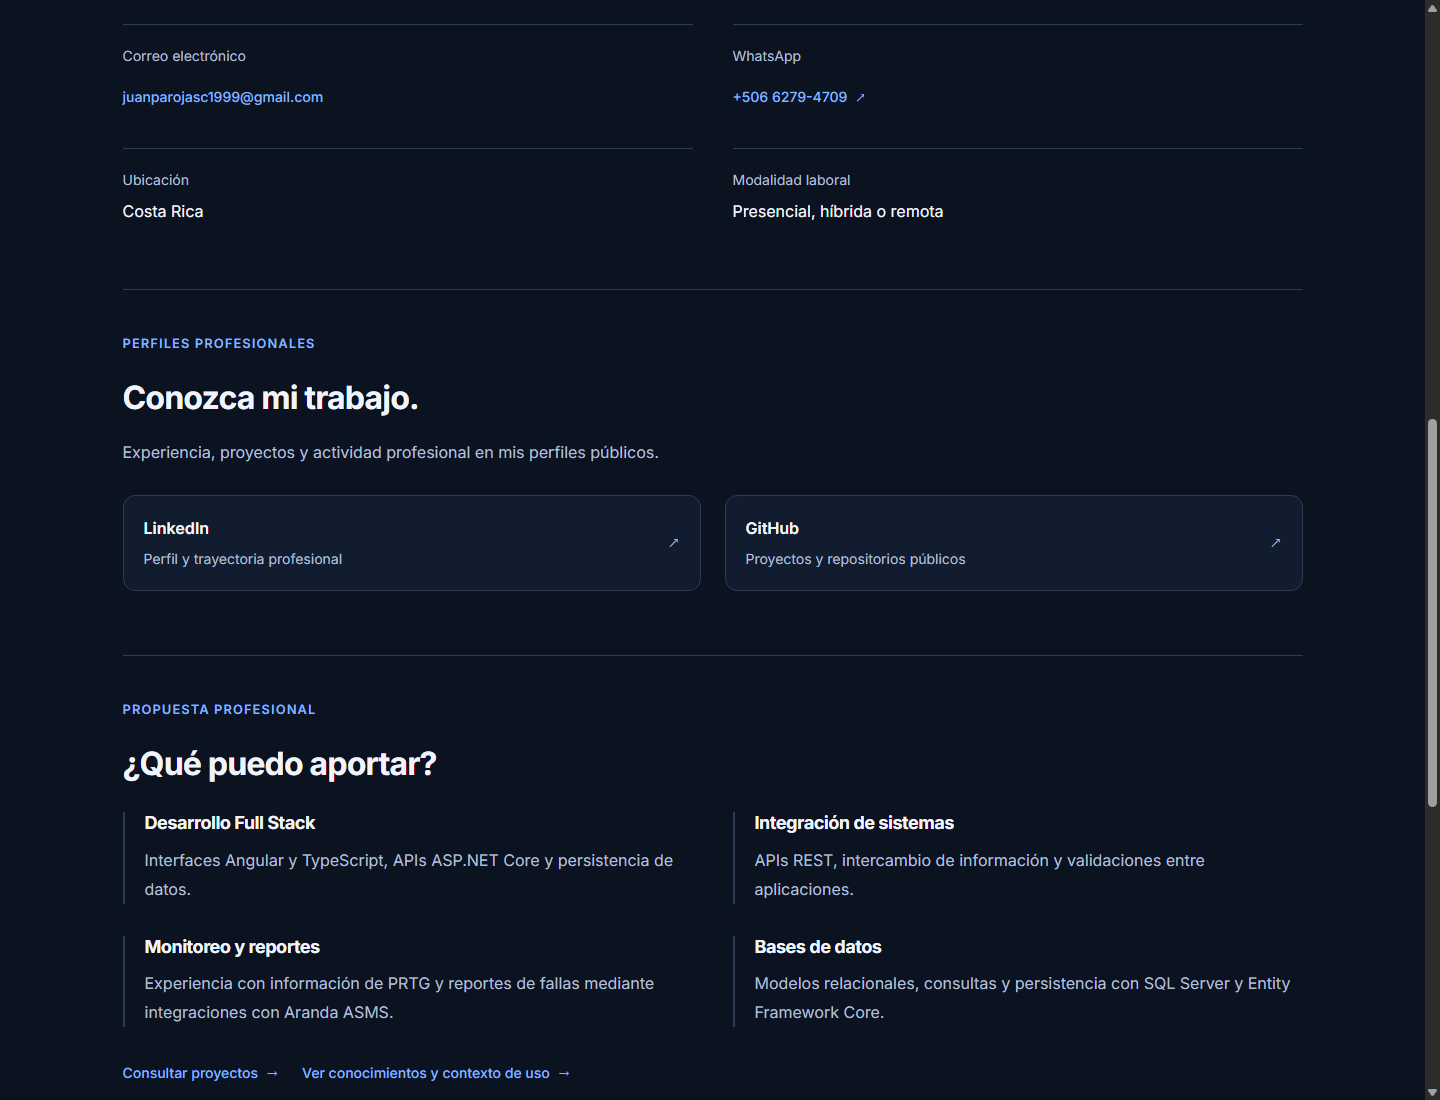 Correo electrónico
juanparojasc1999@gmail.com
WhatsApp
+506 6279-4709 ↗
Ubicación
Costa Rica
Modalidad laboral
Presencial, híbrida o remota
PERFILES PROFESIONALES
Conozca mi trabajo.
Experiencia, proyectos y actividad profesional en mis perfiles públicos.
LinkedIn
Perfil y trayectoria profesional
↗
GitHub
Proyectos y repositorios públicos
↗
PROPUESTA PROFESIONAL
¿Qué puedo aportar?
Desarrollo Full Stack
Interfaces Angular y TypeScript, APIs ASP.NET Core y persistencia de
datos.
Integración de sistemas
APIs REST, intercambio de información y validaciones entre
aplicaciones.
Monitoreo y reportes
Experiencia con información de PRTG y reportes de fallas mediante
integraciones con Aranda ASMS.
Bases de datos
Modelos relacionales, consultas y persistencia con SQL Server y Entity
Framework Core.
Consultar proyectos → Ver conocimientos y contexto de uso →